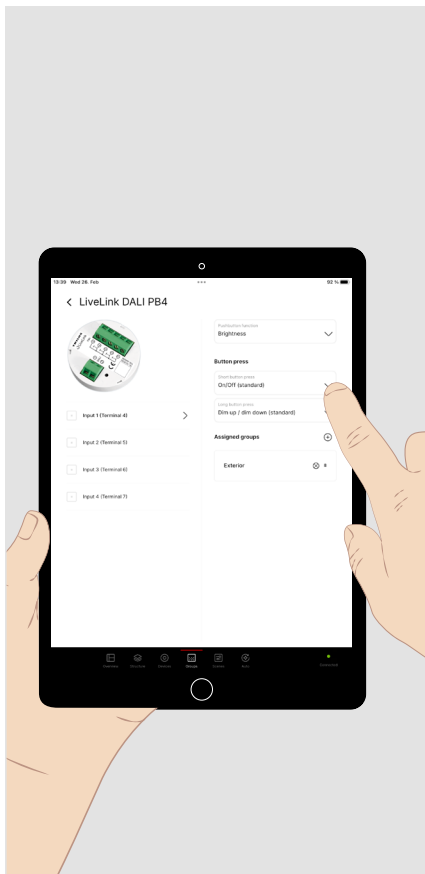 13:39 Wed 26. Feb
92 %
LiveLink DALI PB4
Pushbutton function
Brightness
Button press
Short button press
On/Off (standard)
Long button press
Dim up / dim down (standard)
Input 1 (Terminal 4)
Input 2 (Terminal 5)
Input 3 (Terminal 6)
Input 4 (Terminal 7)
Assigned groups
Exterior
Groups